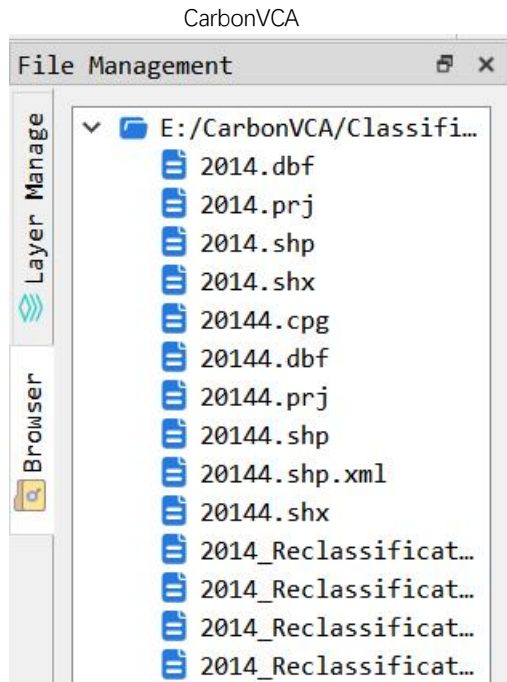 CarbonVCA
File Management
Layer Manage
Browser
E:/CarbonVCA/Classifi…
2014.dbf
2014.prj
2014.shp
2014.shx
20144.cpg
20144.dbf
20144.prj
20144.shp
20144.shp.xml
20144.shx
2014_Reclassificat…
2014_Reclassificat…
2014_Reclassificat…
2014_Reclassificat…